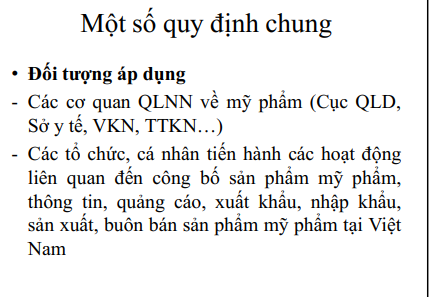 Một số quy định chung
• Đối tượng áp dụng
- Các cơ quan QLNN về mỹ phẩm (Cục QLD,
Sở y tế, VKN, TTKN…)
- Các tổ chức, cá nhân tiến hành các hoạt động
liên quan đến công bố sản phẩm mỹ phẩm,
thông tin, quảng cáo, xuất khẩu, nhập khẩu,
sản xuất, buôn bán sản phẩm mỹ phẩm tại Việt
Nam